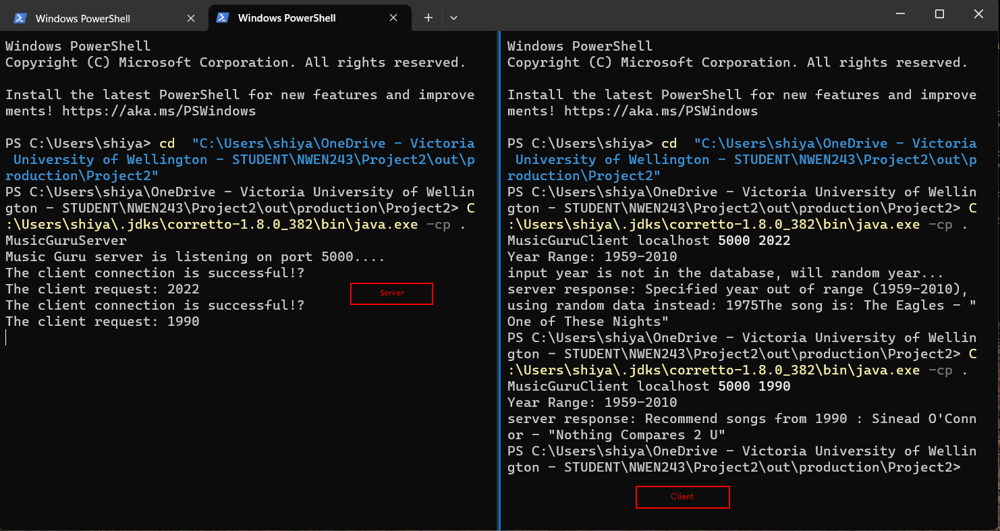 Windows PowerShell
Windows PowerShell
Windows PowerShell
Copyright (C) Microsoft Corporation. All rights reserved.
Install the latest PowerShell for new features and improve
ments! https://aka.ms/PSWindows
PS C:\Users\shiya> cd  "C:\Users\shiya\OneDrive - Victoria
 University of Wellington - STUDENT\NWEN243\Project2\out\p
roduction\Project2"
PS C:\Users\shiya\OneDrive - Victoria University of Wellin
gton - STUDENT\NWEN243\Project2\out\production\Project2> C
:\Users\shiya\.jdks\corretto-1.8.0_382\bin\java.exe -cp .
MusicGuruServer
Music Guru server is listening on port 5000....
The client connection is successful!?
The client request: 2022
The client connection is successful!?
The client request: 1990
Server
Windows PowerShell
Copyright (C) Microsoft Corporation. All rights reserved.
Install the latest PowerShell for new features and improve
ments! https://aka.ms/PSWindows
PS C:\Users\shiya> cd  "C:\Users\shiya\OneDrive - Victoria
 University of Wellington - STUDENT\NWEN243\Project2\out\p
roduction\Project2"
PS C:\Users\shiya\OneDrive - Victoria University of Wellin
gton - STUDENT\NWEN243\Project2\out\production\Project2> C
:\Users\shiya\.jdks\corretto-1.8.0_382\bin\java.exe -cp .
MusicGuruClient localhost 5000 2022
Year Range: 1959-2010
input year is not in the database, will random year...
server response: Specified year out of range (1959-2010),
using random data instead: 1975The song is: The Eagles - "
One of These Nights"
PS C:\Users\shiya\OneDrive - Victoria University of Wellin
gton - STUDENT\NWEN243\Project2\out\production\Project2> C
:\Users\shiya\.jdks\corretto-1.8.0_382\bin\java.exe -cp .
MusicGuruClient localhost 5000 1990
Year Range: 1959-2010
server response: Recommend songs from 1990 : Sinead O'Conn
or - "Nothing Compares 2 U"
PS C:\Users\shiya\OneDrive - Victoria University of Wellin
gton - STUDENT\NWEN243\Project2\out\production\Project2>
Client